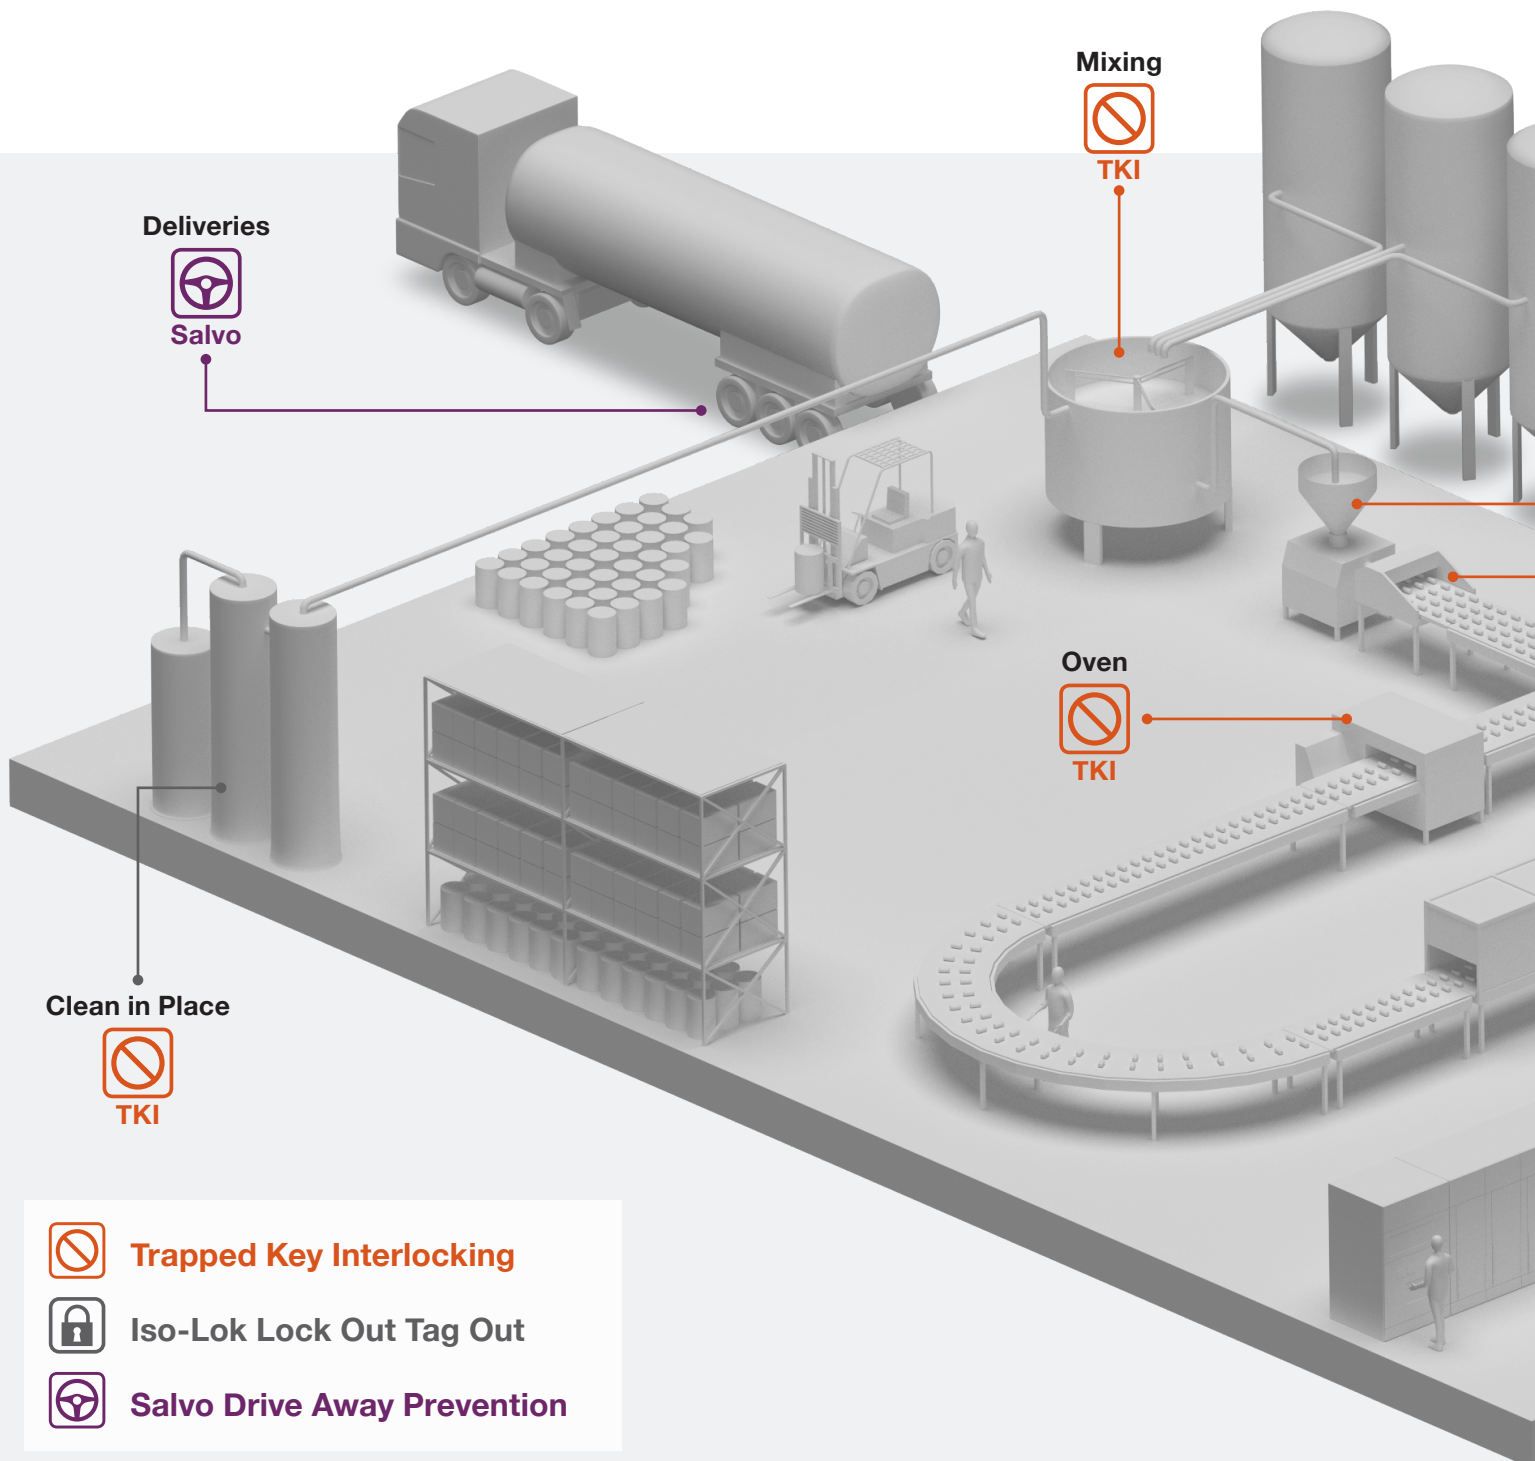 Mixing
TKI
Deliveries
Salvo
Oven
TKI
Clean in Place
TKI
Trapped Key Interlocking
Iso-Lok Lock Out Tag Out
Salvo Drive Away Prevention